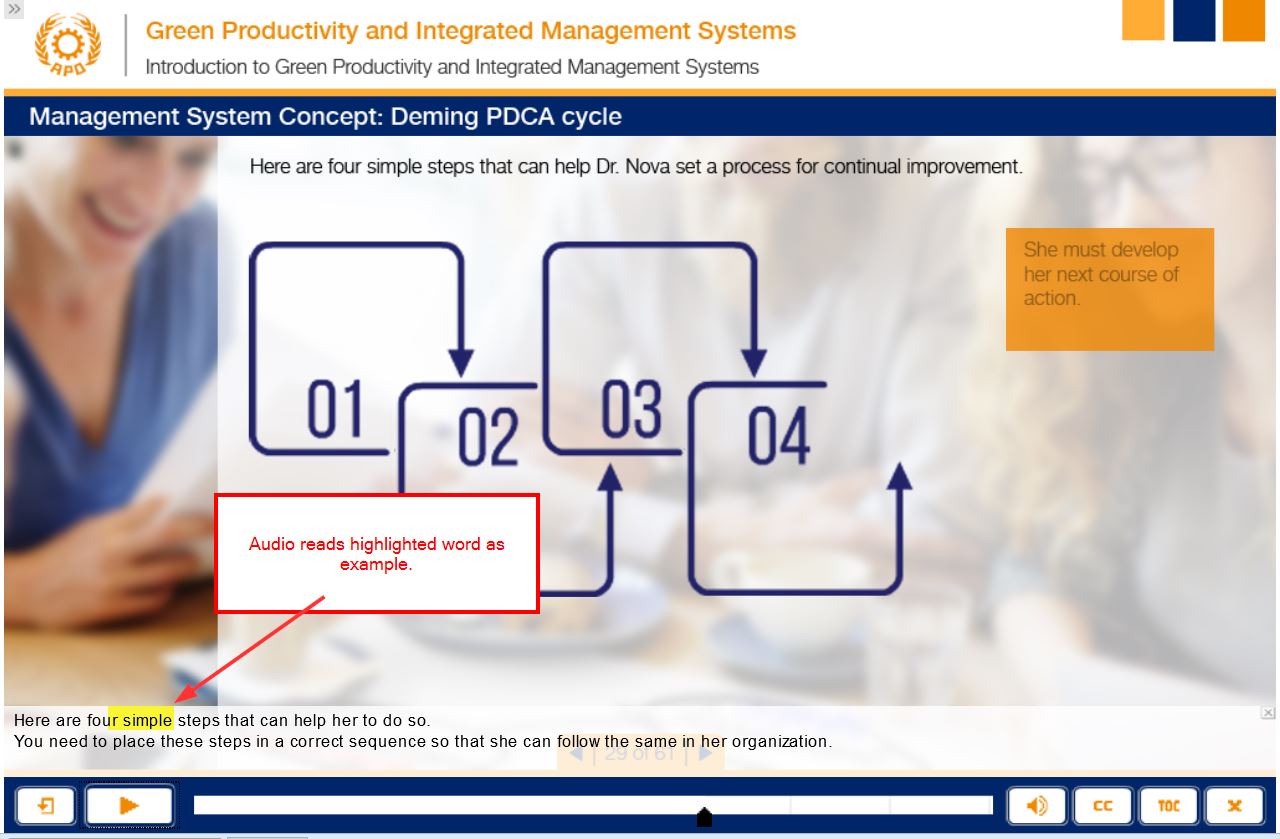 »
APO
Green Productivity and Integrated Management Systems
Introduction to Green Productivity and Integrated Management Systems
Management System Concept: Deming PDCA cycle
Here are four simple steps that can help Dr. Nova set a process for continual improvement.
She must develop
her next course of
action.
01
02
03
04
Audio reads highlighted word as
example.
Here are four simple steps that can help her to do so.
You need to place these steps in a correct sequence so that she can follow the same in her organization.
29 of 61
CC
TOC